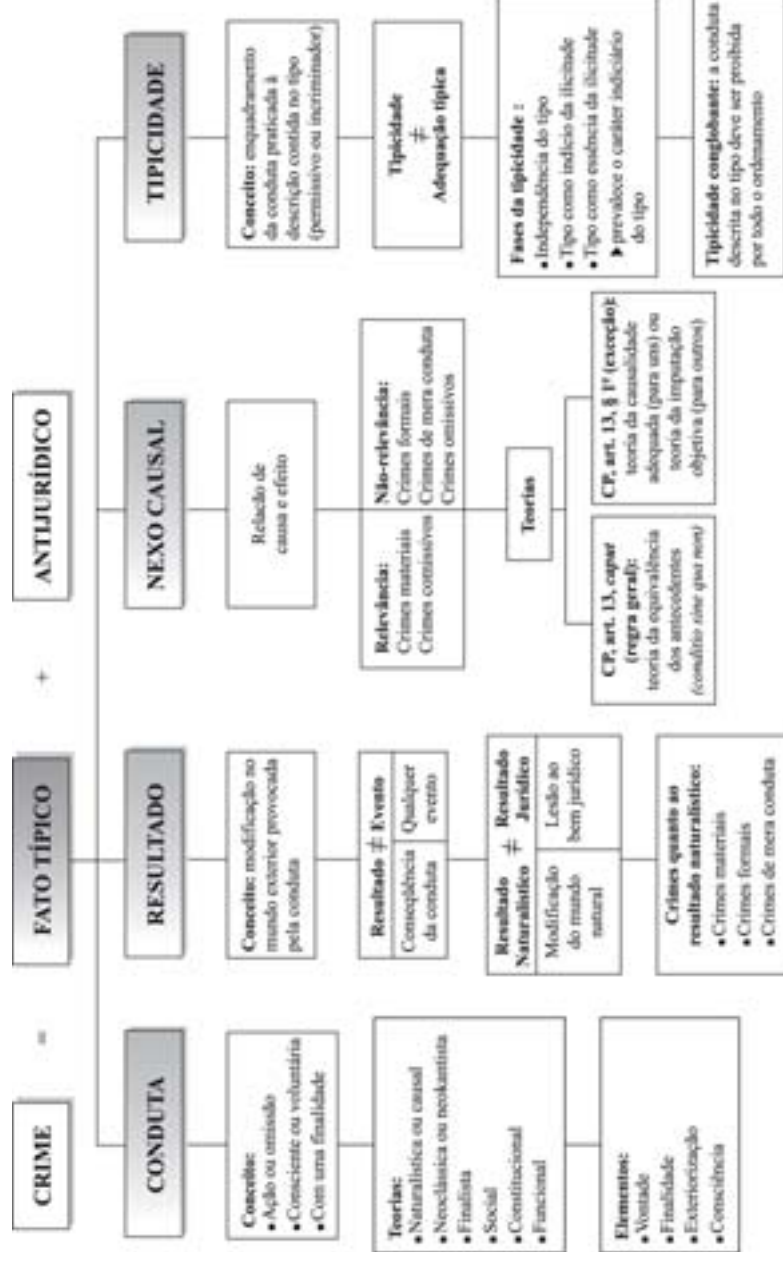 CRIME = FATO TÍPICO + ANTIJURÍDICO
CONDUTA
Conceito:
• Ação ou omissão
• Consciente ou voluntária
• Com uma finalidade
Teorias:
• Naturalística ou causal
• Neoclássica ou neokantista
• Finalista
• Social
• Constitucional
• Funcional
Elementos:
• Vontade
• Finalidade
• Exteriorização
• Consciência
RESULTADO
Conceito: modificação no
mundo exterior provocada
pela conduta
Resultado ≠ Evento
Conseqüência
da conduta
Qualquer
evento
Resultado
Naturalístico
≠
Resultado
Jurídico
Modificação
do mundo
natural
Lesão ao
bem jurídico
Crimes quanto ao
resultado naturalístico:
• Crimes materiais
• Crimes formais
• Crimes de mera conduta
NEXO CAUSAL
Relação de
causa e efeito
Relevância:
Crimes materiais
Crimes comissivos
Não-relevância:
Crimes formais
Crimes de mera conduta
Crimes omissivos
Teorias
CP, art. 13, caput
(regra geral):
teoria da equivalência
dos antecedentes
(conditio sine qua non)
CP, art. 13, § 1º (exceção):
teoria da causalidade
adequada (para uns) ou
teoria da imputação
objetiva (para outros)
TIPICIDADE
Conceito: enquadramento
da conduta praticada à
descrição contida no tipo
(permissivo ou incriminador)
Tipicidade
≠
Adequação típica
Fases da tipicidade :
• Independência do tipo
• Tipo como indício da ilicitude
• Tipo como essência da ilicitude
prevalece o caráter indiciário
do tipo
Tipicidade conglobante: a conduta
descrita no tipo deve ser proibida
por todo o ordenamento